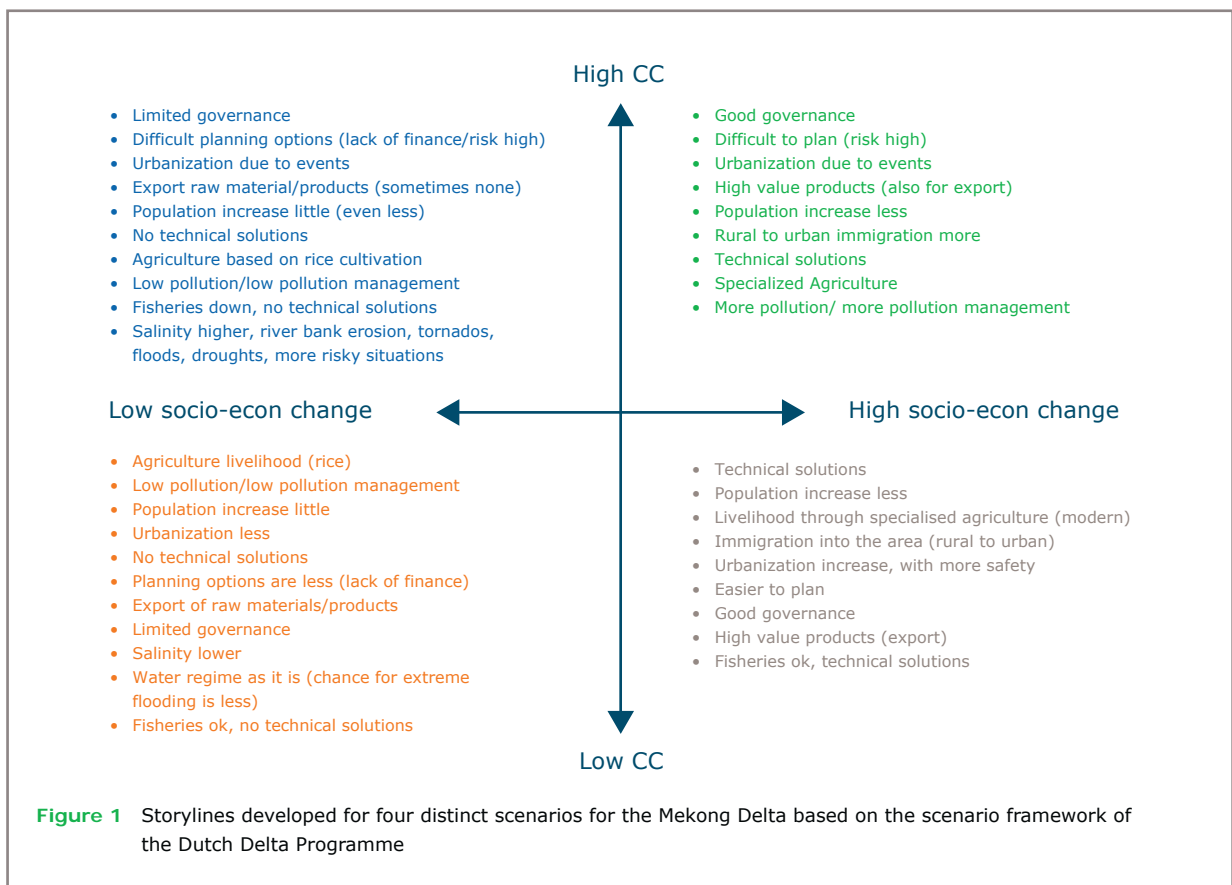 High CC
• Limited governance
• Difficult planning options (lack of finance/risk high)
• Urbanization due to events
• Export raw material/products (sometimes none)
• Population increase little (even less)
• No technical solutions
• Agriculture based on rice cultivation
• Low pollution/low pollution management
• Fisheries down, no technical solutions
• Salinity higher, river bank erosion, tornados,
floods, droughts, more risky situations
• Good governance
• Difficult to plan (risk high)
• Urbanization due to events
• High value products (also for export)
• Population increase less
• Rural to urban immigration more
• Technical solutions
• Specialized Agriculture
• More pollution/ more pollution management
Low socio-econ change
High socio-econ change
• Agriculture livelihood (rice)
• Low pollution/low pollution management
• Population increase little
• Urbanization less
• No technical solutions
• Planning options are less (lack of finance)
• Export of raw materials/products
• Limited governance
• Salinity lower
• Water regime as it is (chance for extreme
flooding is less)
• Fisheries ok, no technical solutions
• Technical solutions
• Population increase less
• Livelihood through specialised agriculture (modern)
• Immigration into the area (rural to urban)
• Urbanization increase, with more safety
• Easier to plan
• Good governance
• High value products (export)
• Fisheries ok, technical solutions
Low CC
Figure 1 Storylines developed for four distinct scenarios for the Mekong Delta based on the scenario framework of
the Dutch Delta Programme